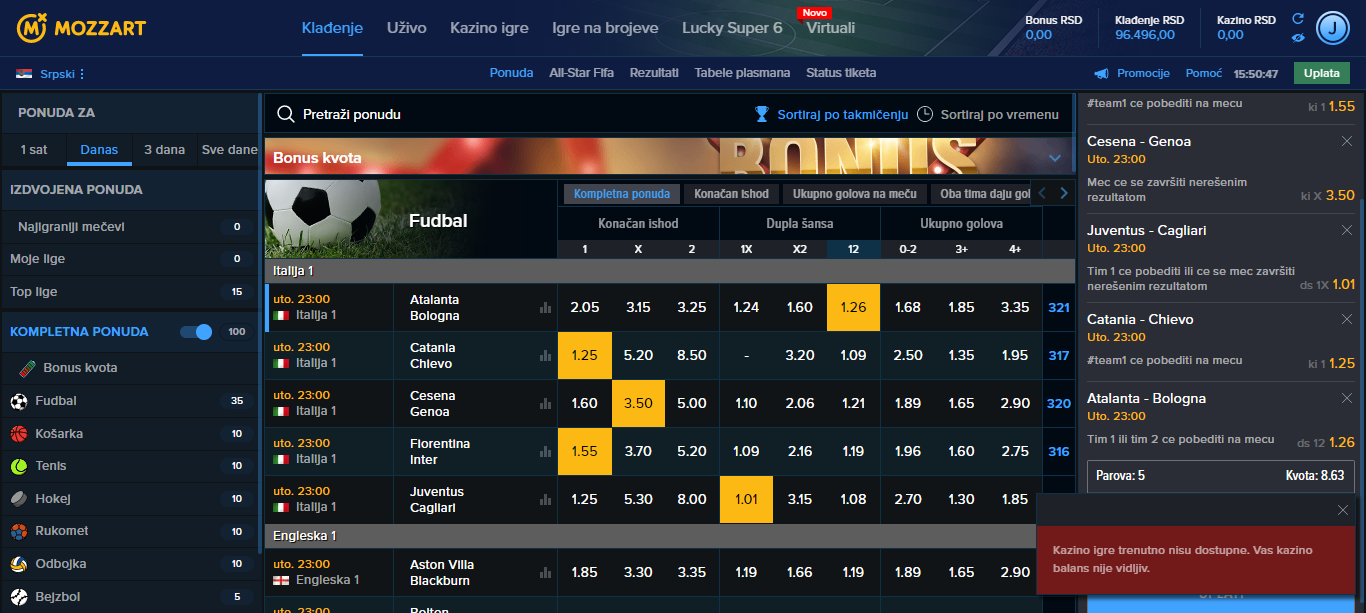 MOZZART
Klađenje
Uživo
Kazino igre
Igre na brojeve
Lucky Super 6
Novo
Virtuali
Bonus RSD
0,00
Klađenje RSD
96.496,00
Kazino RSD
0,00
J
Srpski
Ponuda
All-Star Fifa
Rezultati
Tabele plasmana
Status tiketa
Promocije
Pomoć
15:50:47
Uplata
PONUDA ZA
1 sat
Danas
3 dana
Sve dane
IZDVOJENA PONUDA
Najigraniji mečevi 0
Moje lige 0
Top lige 15
KOMPLETNA PONUDA 100
Bonus kvota
Fudbal 35
Košarka 10
Tenis 10
Hokej 10
Rukomet 10
Odbojka 10
Bejzbol 5
Pretraži ponudu
Sortiraj po takmičenju
Sortiraj po vremenu
Bonus kvota
BONUS
Fudbal
Kompletna ponuda
Konačan ishod
Ukupno golova na meču
Oba tima daju gol
Konačan ishod
Dupla šansa
Ukupno golova
1 X 2 1X X2 12 0-2 3+ 4+
Italija 1
uto. 23:00
Italija 1
Atalanta
Bologna
2.05 3.15 3.25 1.24 1.60 1.26 1.68 1.85 3.35 321
uto. 23:00
Italija 1
Catania
Chievo
1.25 5.20 8.50 - 3.20 1.09 2.50 1.35 1.95 317
uto. 23:00
Italija 1
Cesena
Genoa
1.60 3.50 5.00 1.10 2.06 1.21 1.89 1.65 2.90 320
uto. 23:00
Italija 1
Fiorentina
Inter
1.55 3.70 5.20 1.09 2.16 1.19 1.96 1.60 2.75 316
uto. 23:00
Italija 1
Juventus
Cagliari
1.25 5.30 8.00 1.01 3.15 1.08 2.70 1.30 1.85
Engleska 1
uto. 23:00
Engleska 1
Aston Villa
Blackburn
1.85 3.30 3.35 1.19 1.66 1.19 1.89 1.65 2.90
uto. 23:00
Bolton
#team1 ce pobediti na mecu
ki 1 1.55
Cesena - Genoa
Uto. 23:00
Mec ce se završiti nerešenim
rezultatom
ki X 3.50
Juventus - Cagliari
Uto. 23:00
Tim 1 ce pobediti ili ce se mec završiti
nerešenim rezultatom
ds 1X 1.01
Catania - Chievo
Uto. 23:00
#team1 ce pobediti na mecu
ki 1 1.25
Atalanta - Bologna
Uto. 23:00
Tim 1 ili tim 2 ce pobediti na mecu
ds 12 1.26
Parova: 5
Kvota: 8.63
Kazino igre trenutno nisu dostupne. Vas kazino
balans nije vidljiv.
UPLATI